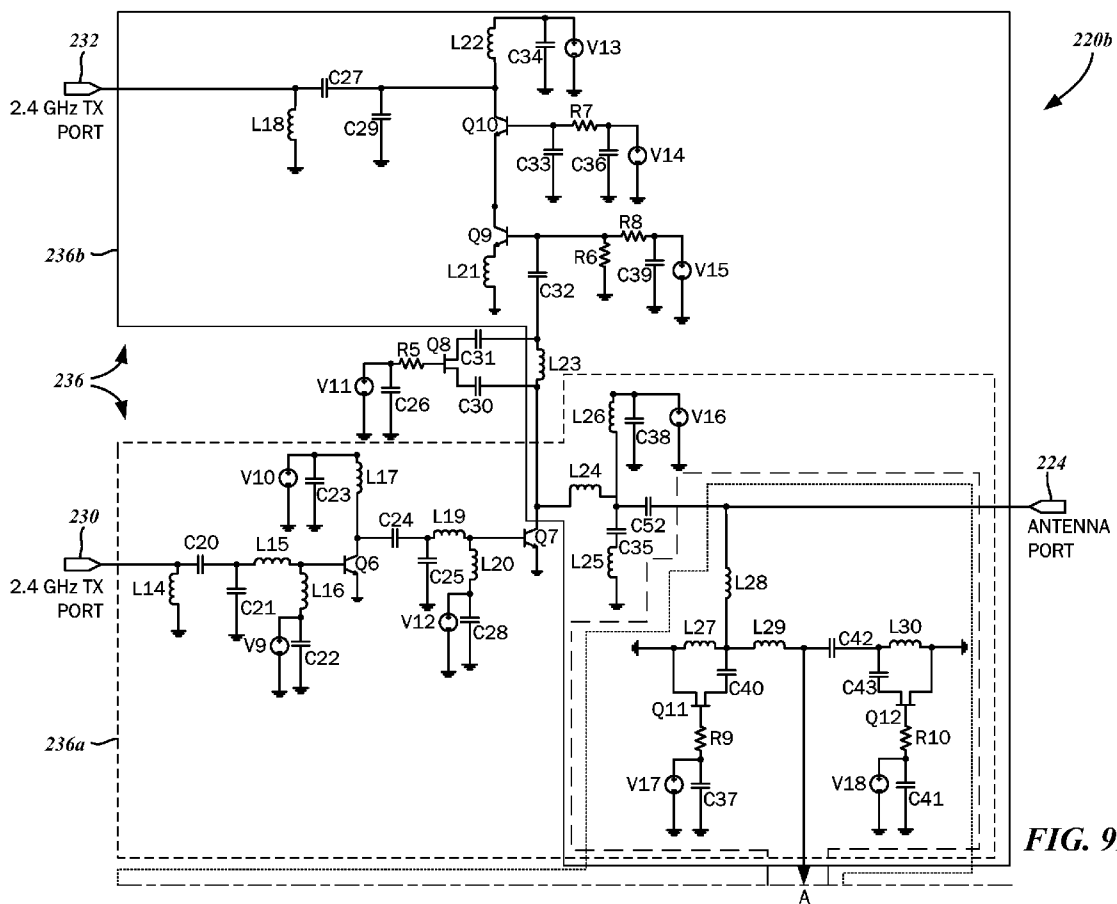 232
220b
L22
C34
V13
C27
2.4 GHz TX
PORT
L18
C29
Q10
R7
C33
C36
V14
236b
Q9
R8
R6
L21
C39
V15
C32
236
R5
Q8
C31
L23
V11
C26
C30
L26
C38
V16
V10
C23
L17
L24
224
230
C24
L19
C52
ANTENNA
PORT
C20
L15
Q6
Q7
C35
2.4 GHz TX
PORT
L14
L16
C25
L20
L25
C21
L28
V9
C22
V12
C28
L27
L29
C42
L30
C40
C43
Q11
Q12
R9
R10
236a
V17
C37
V18
C41
FIG. 9
A